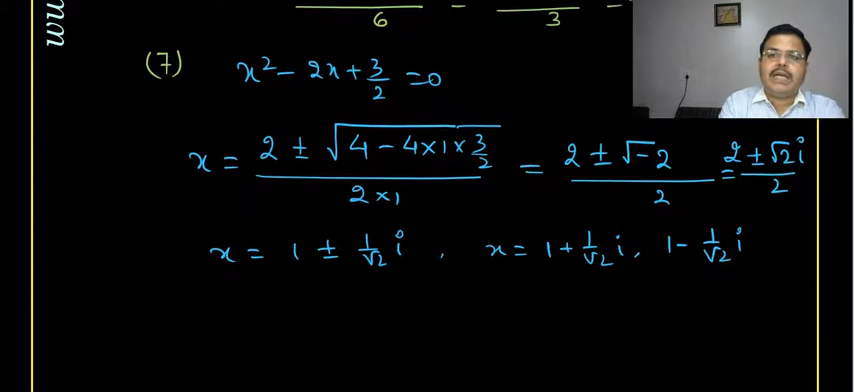 6 - 3 -
(7) x² - 2x + 3/2 = 0
x = (2 ± √(4 - 4×1×3/2))/(2×1) = (2 ± √-2)/2 = (2 ± √2 i)/2
x = 1 ± 1/√2 i , x = 1 + 1/√2 i, 1 - 1/√2 i